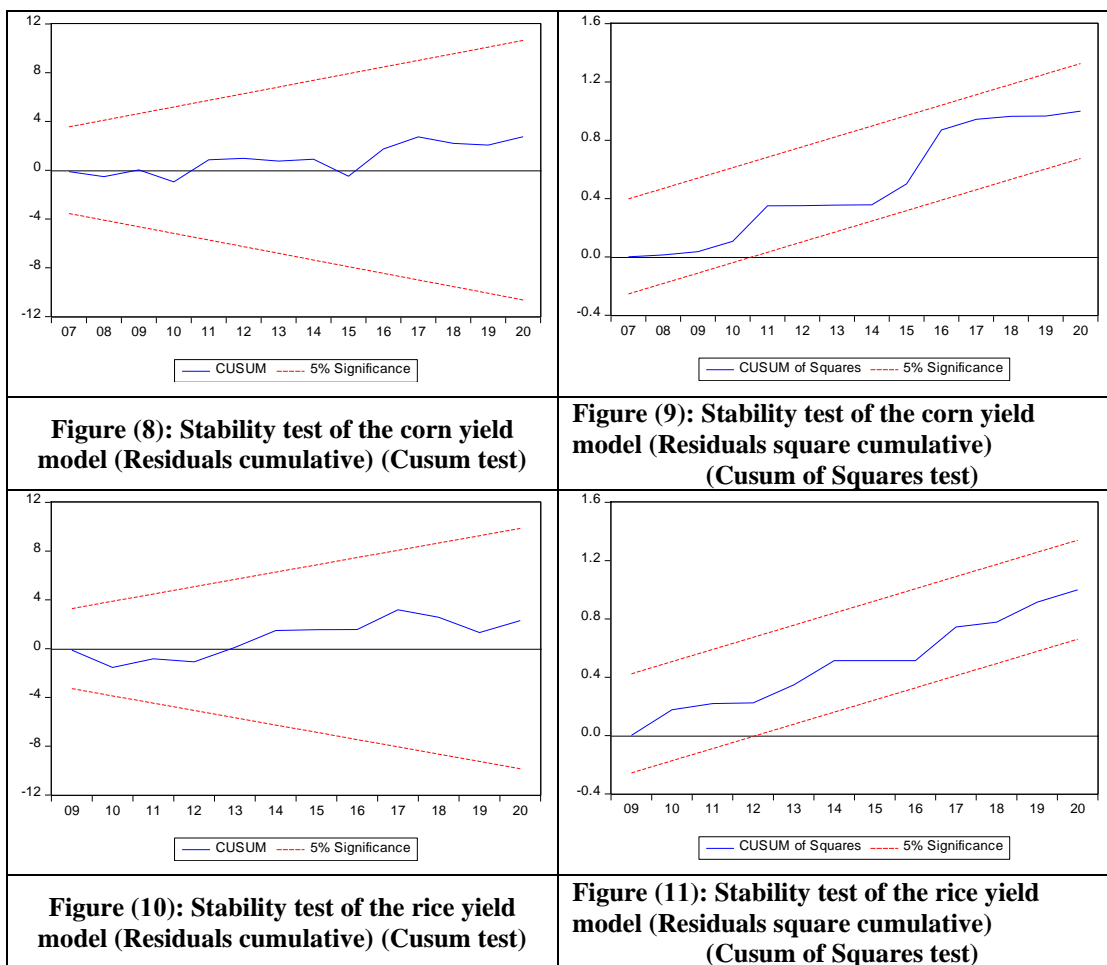 12
8
4
0
-4
-8
-12
07 08 09 10 11 12 13 14 15 16 17 18 19 20
CUSUM 5% Significance
1.6
1.2
0.8
0.4
0.0
-0.4
07 08 09 10 11 12 13 14 15 16 17 18 19 20
CUSUM of Squares 5% Significance
Figure (8): Stability test of the corn yield
model (Residuals cumulative) (Cusum test)
Figure (9): Stability test of the corn yield
model (Residuals square cumulative)
(Cusum of Squares test)
12
8
4
0
-4
-8
-12
09 10 11 12 13 14 15 16 17 18 19 20
CUSUM 5% Significance
1.6
1.2
0.8
0.4
0.0
-0.4
09 10 11 12 13 14 15 16 17 18 19 20
CUSUM of Squares 5% Significance
Figure (10): Stability test of the rice yield
model (Residuals cumulative) (Cusum test)
Figure (11): Stability test of the rice yield
model (Residuals square cumulative)
(Cusum of Squares test)